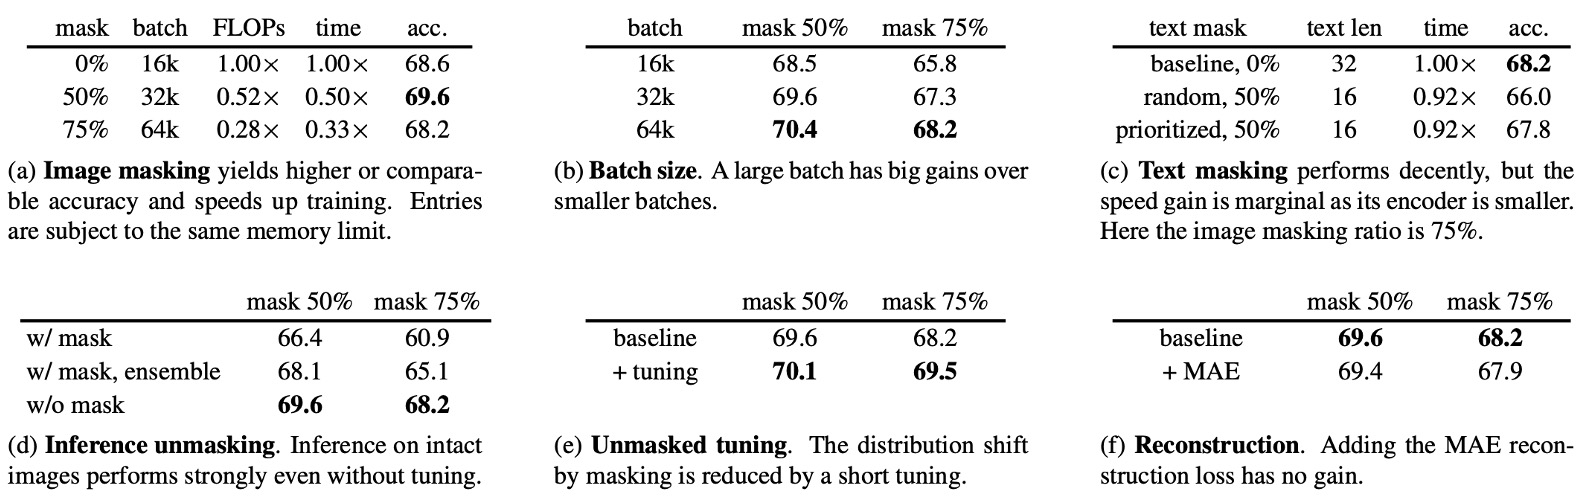 mask batch FLOPs time acc.
0% 16k 1.00× 1.00× 68.6
50% 32k 0.52× 0.50× 69.6
75% 64k 0.28× 0.33× 68.2
(a) Image masking yields higher or compara-
ble accuracy and speeds up training. Entries
are subject to the same memory limit.
batch mask 50% mask 75%
16k 68.5 65.8
32k 69.6 67.3
64k 70.4 68.2
(b) Batch size. A large batch has big gains over
smaller batches.
text mask text len time acc.
baseline, 0% 32 1.00× 68.2
random, 50% 16 0.92× 66.0
prioritized, 50% 16 0.92× 67.8
(c) Text masking performs decently, but the
speed gain is marginal as its encoder is smaller.
Here the image masking ratio is 75%.
mask 50% mask 75%
w/ mask 66.4 60.9
w/ mask, ensemble 68.1 65.1
w/o mask 69.6 68.2
(d) Inference unmasking. Inference on intact
images performs strongly even without tuning.
mask 50% mask 75%
baseline 69.6 68.2
+ tuning 70.1 69.5
(e) Unmasked tuning. The distribution shift
by masking is reduced by a short tuning.
mask 50% mask 75%
baseline 69.6 68.2
+ MAE 69.4 67.9
(f) Reconstruction. Adding the MAE recon-
struction loss has no gain.